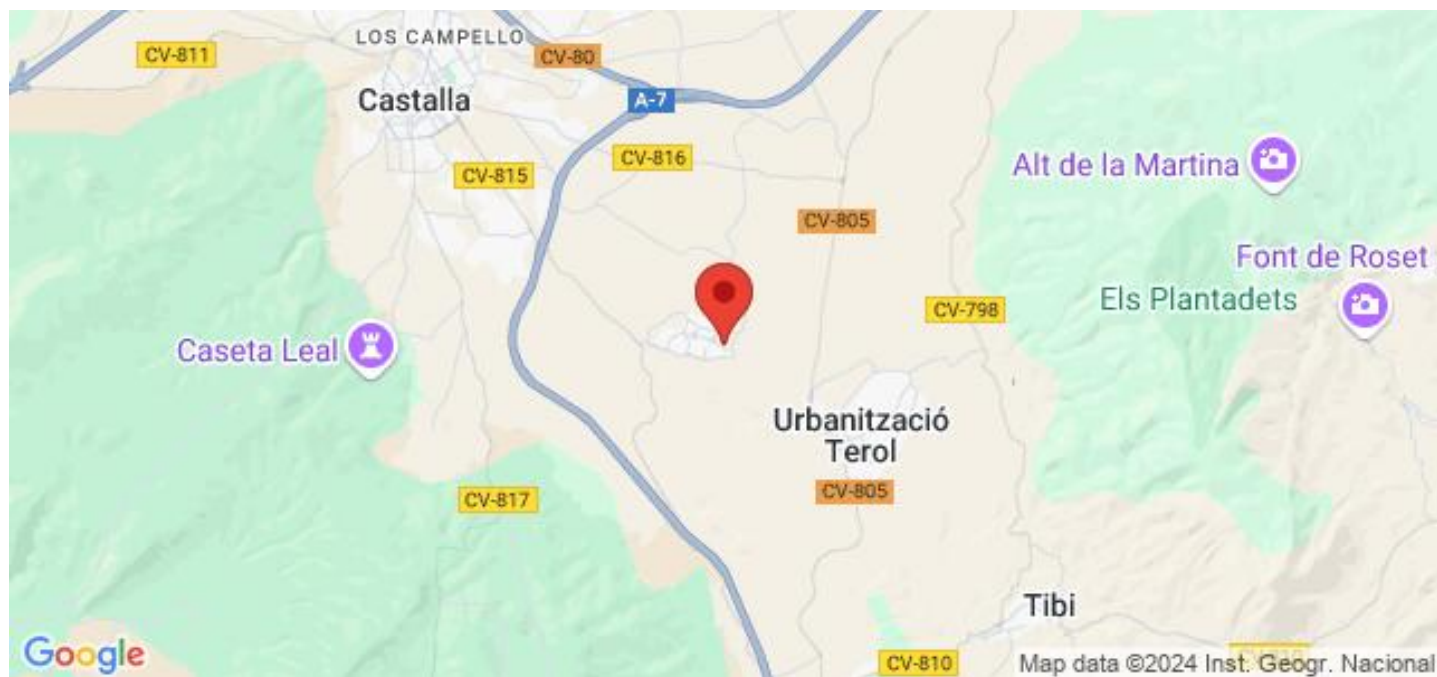 LOS CAMPELLO
CV-811
CV-80
Castalla
A-7
CV-816
CV-815
Alt de la Martina
CV-805
Font de Roset
Els Plantadets
CV-798
Caseta Leal
Urbanització
Terol
CV-817
CV-805
Tibi
Google
CV-810
Map data ©2024 Inst. Geogr. Nacional